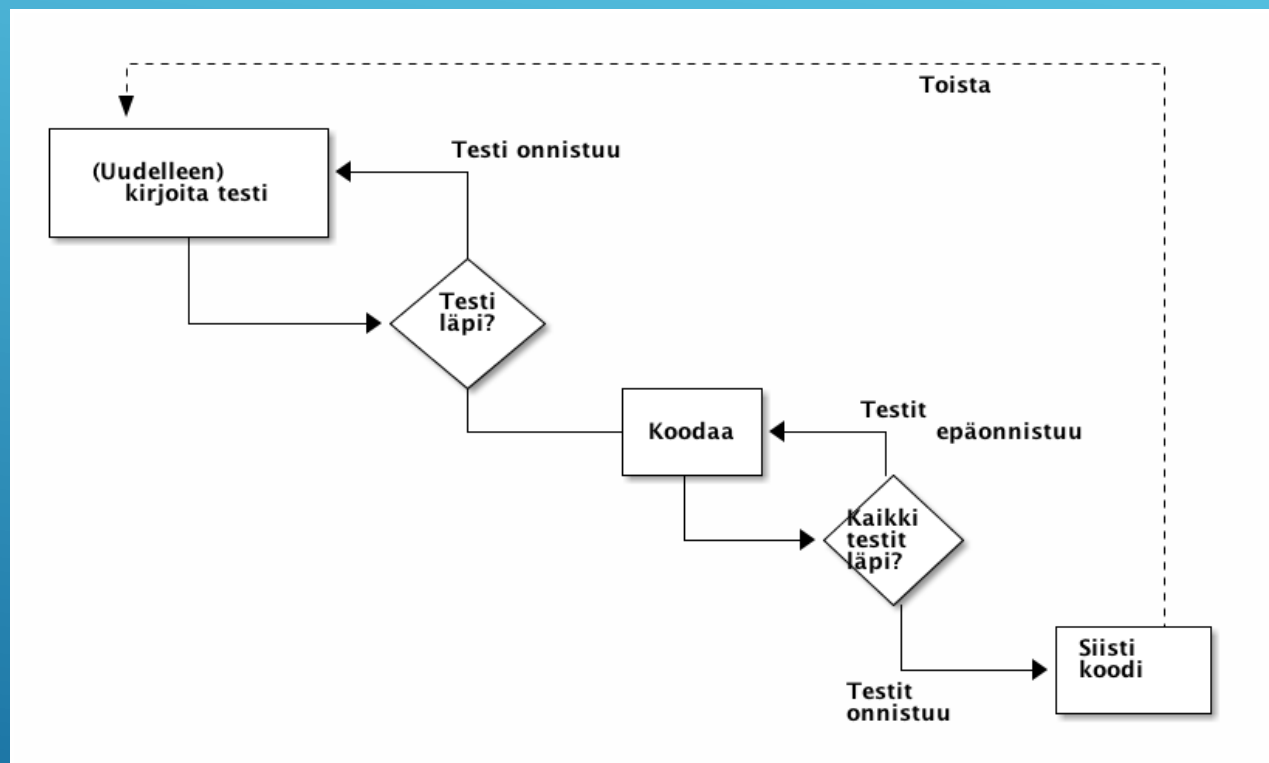 Toista
Testi onnistuu
(Uudelleen)
kirjoita testi
Testi
läpi?
Koodaa
Testit
epäonnistuu
Kaikki
testit
läpi?
Siisti
koodi
Testit
onnistuu